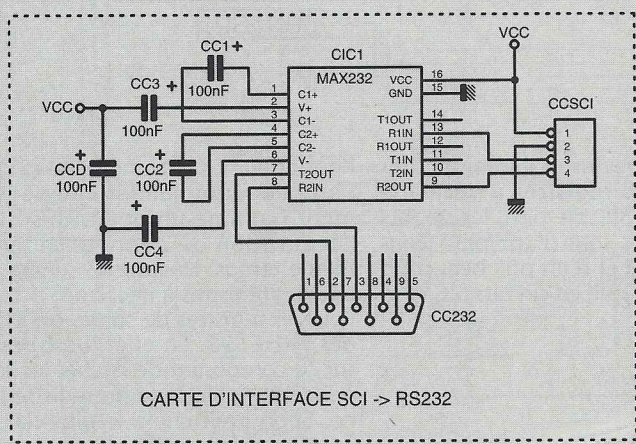 CC1 +
100nF
CIC1
MAX232
VCC
CC3 +
100nF
VCC
+
CCD
100nF
+
CC2
100nF
+
CC4
100nF
1 C1+
2 V+
3 C1-
4 C2+
5 C2-
6 V-
7 T2OUT
8 R2IN
VCC 16
GND 15
T1OUT 14
R1IN 13
R1OUT 12
T1IN 11
T2IN 10
R2OUT 9
CCSCI
1
2
3
4
1 6 2 7 3 8 4 9 5
CC232
CARTE D'INTERFACE SCI -> RS232